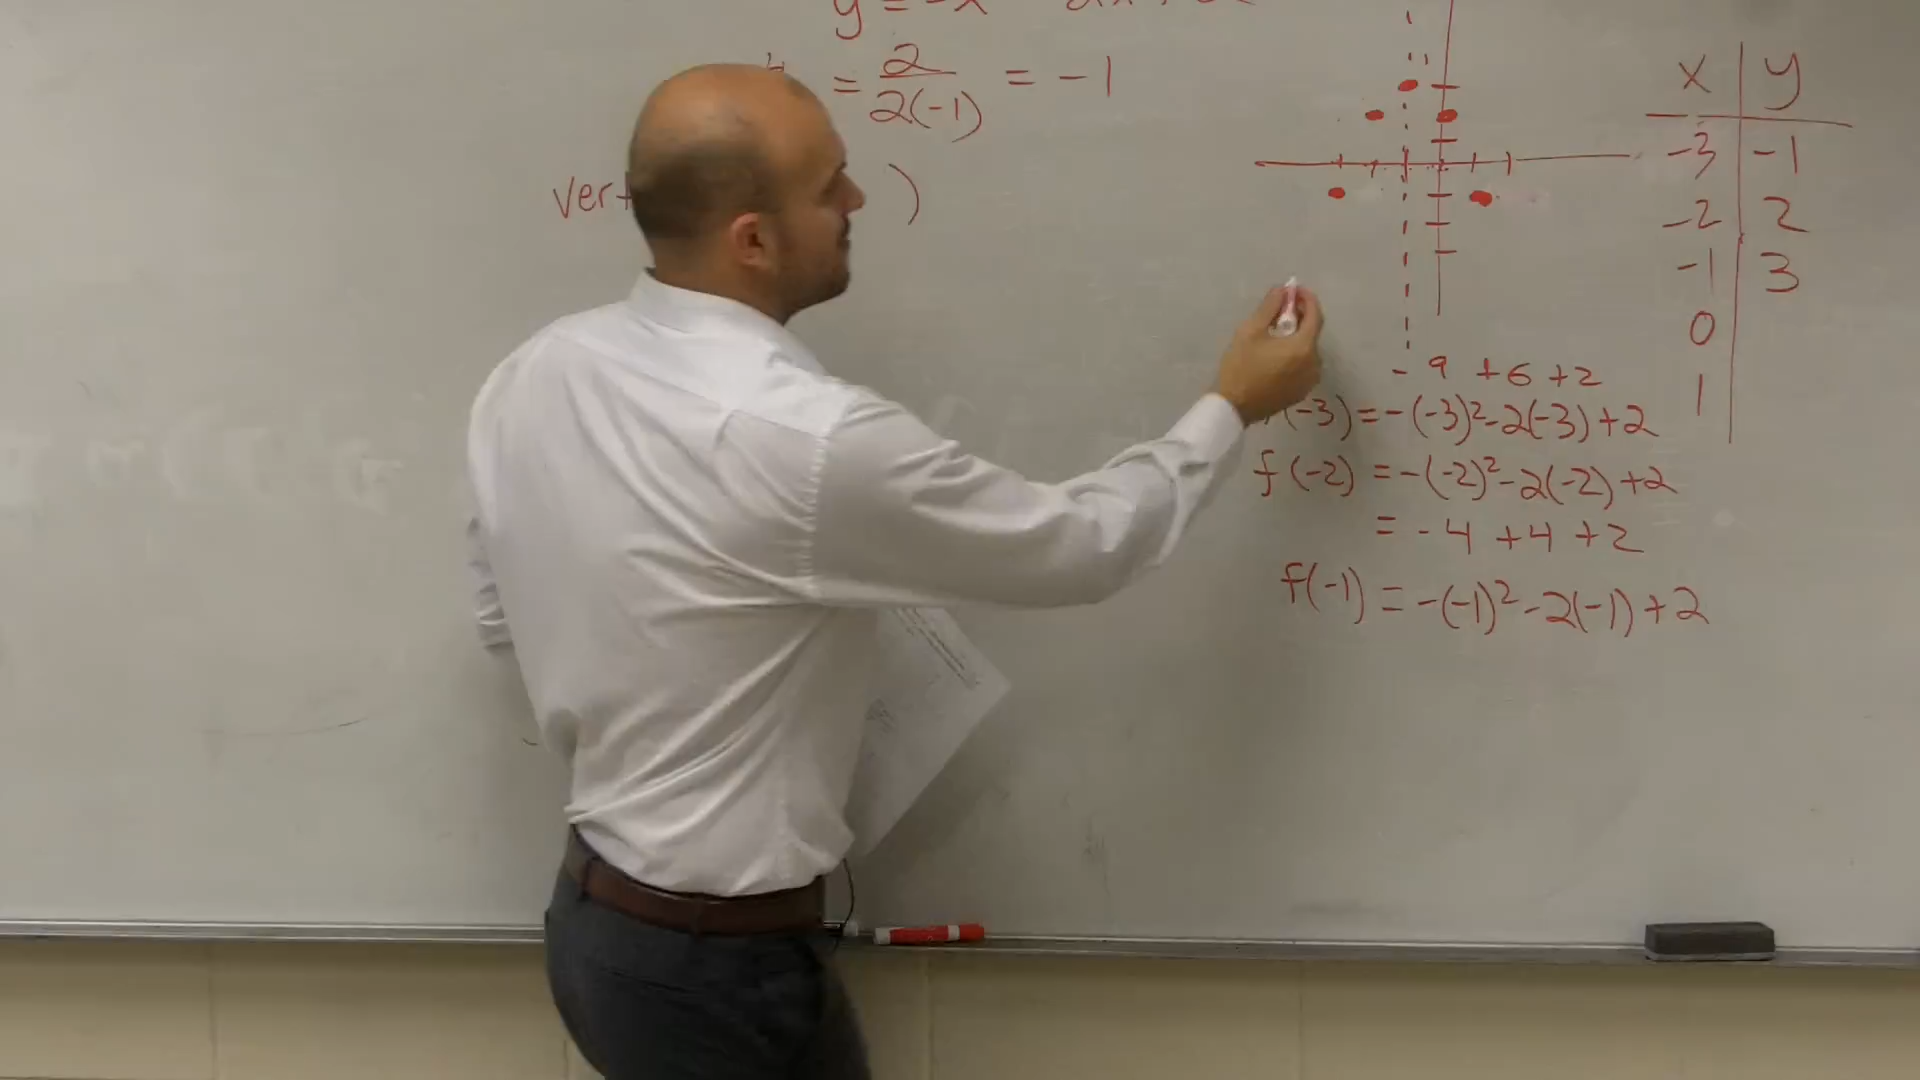 y = -x
= 2/2(-1) = -1
vert )
x | y
-3 | -1
-2 | 2
-1 | 3
0
1
- 9 +6 +2
(-3) = -(-3)²-2(-3)+2
f(-2) = -(-2)²-2(-2)+2
= -4 +4 +2
f(-1) = -(-1)²-2(-1)+2